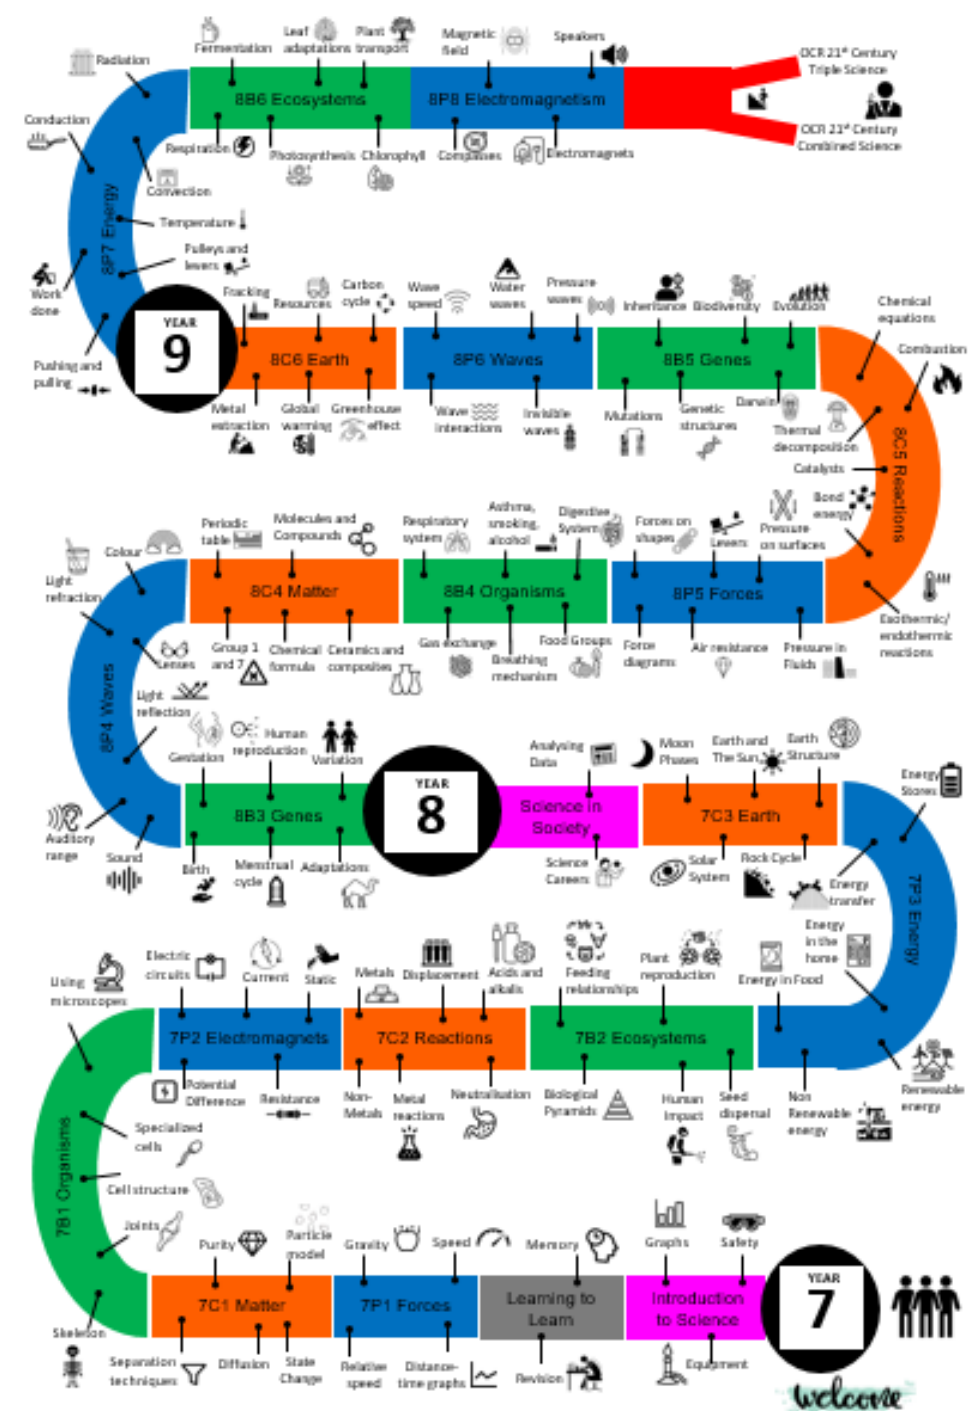 Fermentation
Leaf
adaptations
Plant
transport
Magnetic
field
Speakers
OCR 21st Century
Triple Science
Radiation
8B6 Ecosystems
8P8 Electromagnetism
OCR 21st Century
Combined Science
Conduction
Respiration
Photosynthesis
Chlorophyll
Compasses
Electromagnets
Convection
Temperature
8P7 Energy
Pulleys and
levers
Work
done
Pushing and
pulling
Fracking
Resources
Carbon
cycle
Wave
speed
Water
waves
Pressure
waves
Inheritance
Biodiversity
Evolution
Chemical
equations
Combustion
YEAR
9
8C6 Earth
8P6 Waves
8B5 Genes
Metal
extraction
Global
warming
Greenhouse
effect
Wave
interactions
Invisible
waves
Mutations
Genetic
structures
Darwin
Thermal
decomposition
Catalysts
8C5 Reactions
Bond
energy
Exothermic/
endothermic
reactions
Colour
Light
refraction
Periodic
table
Molecules and
Compounds
Respiratory
system
Asthma,
smoking,
alcohol
Digestive
System
Forces on
shapes
Levers
Pressure
on surfaces
8C4 Matter
8B4 Organisms
8P5 Forces
Lenses
Light
reflection
Group 1
and 7
Chemical
formula
Ceramics and
composites
Gas exchange
Breathing
mechanism
Food Groups
Force
diagrams
Air resistance
Pressure in
Fluids
8P4 Waves
Auditory
range
Sound
Gestation
Human
reproduction
Variation
Analysing
Data
Moon
Phases
Earth and
The Sun
Earth
Structure
Energy
Stores
8B3 Genes
YEAR
8
Science in
Society
7C3 Earth
Birth
Menstrual
cycle
Adaptations
Science
Careers
Solar
System
Rock Cycle
Energy
transfer
7P3 Energy
Energy
in the
home
Energy in Food
Using
microscopes
Electric
circuits
Current
Static
Metals
Displacement
Acids and
alkalis
Feeding
relationships
Plant
reproduction
7P2 Electromagnets
7C2 Reactions
7B2 Ecosystems
Potential
Difference
Resistance
Non-
Metals
Metal
reactions
Neutralisation
Biological
Pyramids
Human
Impact
Seed
dispersal
Non
Renewable
energy
Renewable
energy
7B1 Organisms
Specialized
cells
Cell structure
Joints
Skeleton
Purity
Particle
model
Gravity
Speed
Memory
Graphs
Safety
7C1 Matter
7P1 Forces
Learning to
Learn
Introduction
to Science
YEAR
7
Separation
techniques
Diffusion
State
Change
Relative
speed
Distance-
time graphs
Revision
Equipment
welcome